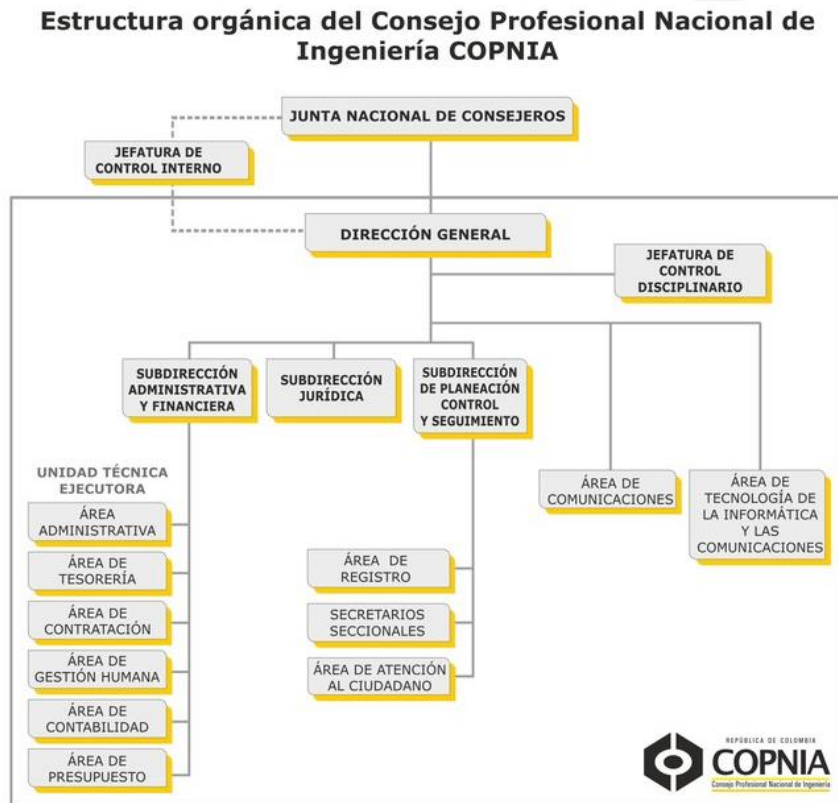 Estructura orgánica del Consejo Profesional Nacional de
Ingeniería COPNIA
JUNTA NACIONAL DE CONSEJEROS
JEFATURA DE
CONTROL INTERNO
DIRECCIÓN GENERAL
JEFATURA DE
CONTROL
DISCIPLINARIO
SUBDIRECCIÓN
ADMINISTRATIVA
Y FINANCIERA
SUBDIRECCIÓN
JURÍDICA
SUBDIRECCIÓN
DE PLANEACIÓN
CONTROL
Y SEGUIMIENTO
ÁREA DE
COMUNICACIONES
ÁREA DE
TECNOLOGÍA DE
LA INFORMÁTICA
Y LAS
COMUNICACIONES
UNIDAD TÉCNICA
EJECUTORA
ÁREA
ADMINISTRATIVA
ÁREA DE
TESORERÍA
ÁREA DE
CONTRATACIÓN
ÁREA DE
GESTIÓN HUMANA
ÁREA DE
CONTABILIDAD
ÁREA DE
PRESUPUESTO
ÁREA DE
REGISTRO
SECRETARIOS
SECCIONALES
ÁREA DE ATENCIÓN
AL CIUDADANO
REPÚBLICA DE COLOMBIA
COPNIA
Consejo Profesional Nacional de Ingeniería